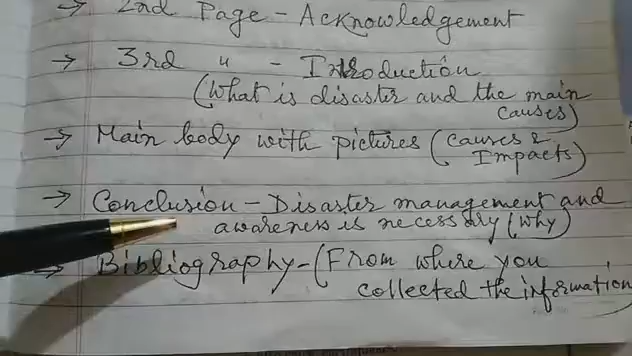 → 2nd Page - Acknowledgement
→ 3rd " - Introduction
(What is disaster and the main
causes)
→ Main body with pictures (causes &
Impacts)
→ Conclusion - Disaster management and
awareness is necessary (why)
→ Bibliography - (From where you
collected the information